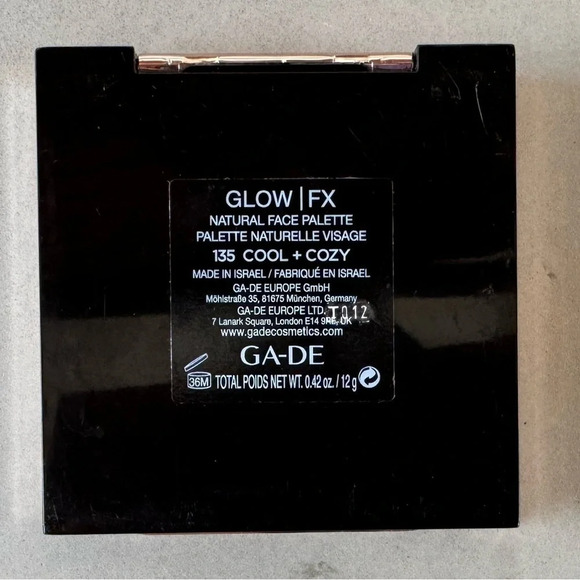 GLOW | FX
NATURAL FACE PALETTE
PALETTE NATURELLE VISAGE
135 COOL + COZY
MADE IN ISRAEL / FABRIQUÉ EN ISRAEL
GA-DE EUROPE GmbH
Möhlstraße 35, 81675 München, Germany
GA-DE EUROPE LTD.
T012
7 Lanark Square, London E14 9RE, UK
www.gadecosmetics.com
GA-DE
36M TOTAL POIDS NET WT. 0.42 oz. / 12 g